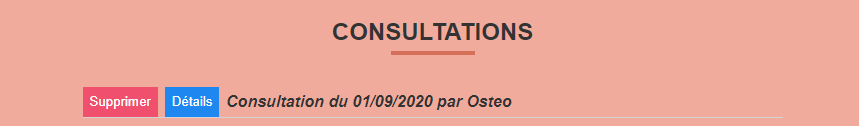 CONSULTATIONS
Supprimer Détails Consultation du 01/09/2020 par Osteo